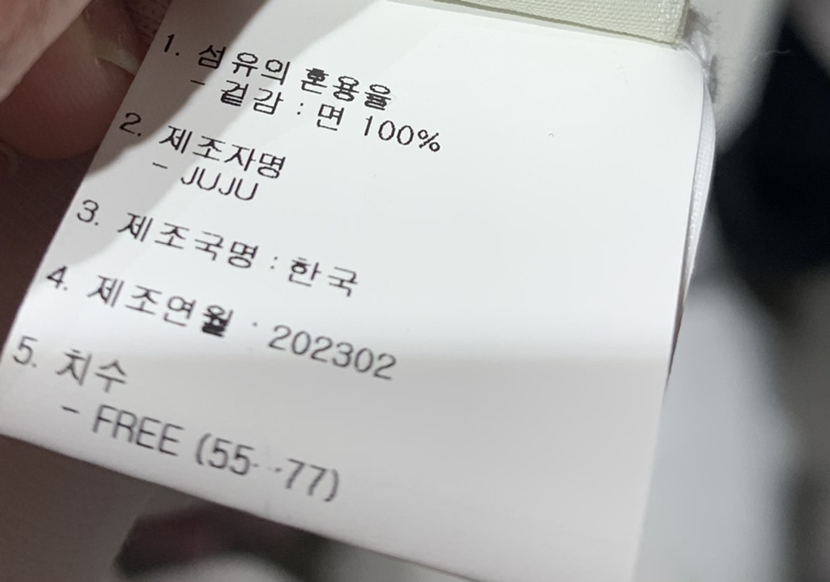 1. 섬유의 혼용율
- 겉감 : 면 100%
2. 제조자명
- JUJU
3. 제조국명 : 한국
4. 제조연월 : 202302
5. 치수
- FREE (55--77)